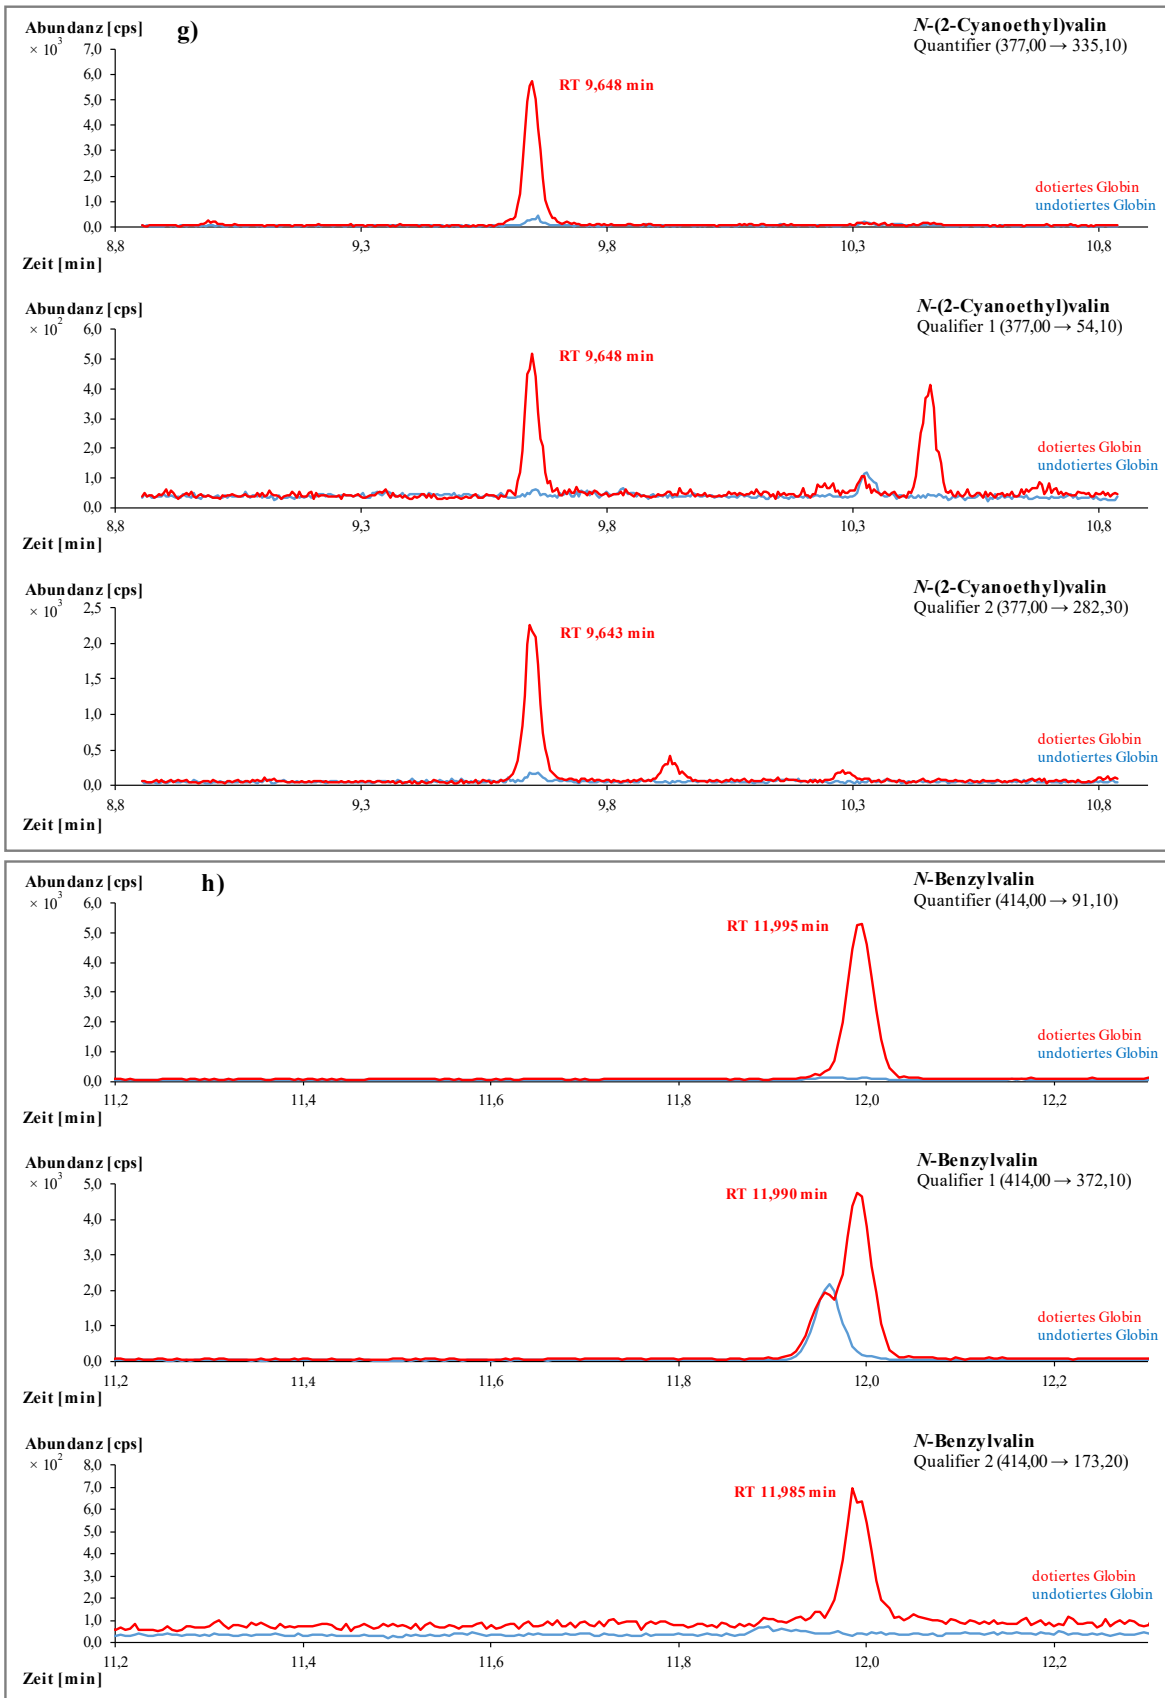 Abundanz [cps]
× 10³
g)
N-(2-Cyanoethyl)valin
Quantifier (377,00 → 335,10)
7,0
6,0
5,0
4,0
3,0
2,0
1,0
0,0
RT 9,648 min
dotiertes Globin
undotiertes Globin
8,8 9,3 9,8 10,3 10,8
Zeit [min]
Abundanz [cps]
× 10²
N-(2-Cyanoethyl)valin
Qualifier 1 (377,00 → 54,10)
6,0
5,0
4,0
3,0
2,0
1,0
0,0
RT 9,648 min
dotiertes Globin
undotiertes Globin
8,8 9,3 9,8 10,3 10,8
Zeit [min]
Abundanz [cps]
× 10³
N-(2-Cyanoethyl)valin
Qualifier 2 (377,00 → 282,30)
2,5
2,0
1,5
1,0
0,5
0,0
RT 9,643 min
dotiertes Globin
undotiertes Globin
8,8 9,3 9,8 10,3 10,8
Zeit [min]
Abundanz [cps]
× 10³
h)
N-Benzylvalin
Quantifier (414,00 → 91,10)
6,0
5,0
4,0
3,0
2,0
1,0
0,0
RT 11,995 min
dotiertes Globin
undotiertes Globin
11,2 11,4 11,6 11,8 12,0 12,2
Zeit [min]
Abundanz [cps]
× 10³
N-Benzylvalin
Qualifier 1 (414,00 → 372,10)
5,0
4,0
3,0
2,0
1,0
0,0
RT 11,990 min
dotiertes Globin
undotiertes Globin
11,2 11,4 11,6 11,8 12,0 12,2
Zeit [min]
Abundanz [cps]
× 10²
N-Benzylvalin
Qualifier 2 (414,00 → 173,20)
8,0
7,0
6,0
5,0
4,0
3,0
2,0
1,0
0,0
RT 11,985 min
dotiertes Globin
undotiertes Globin
11,2 11,4 11,6 11,8 12,0 12,2
Zeit [min]